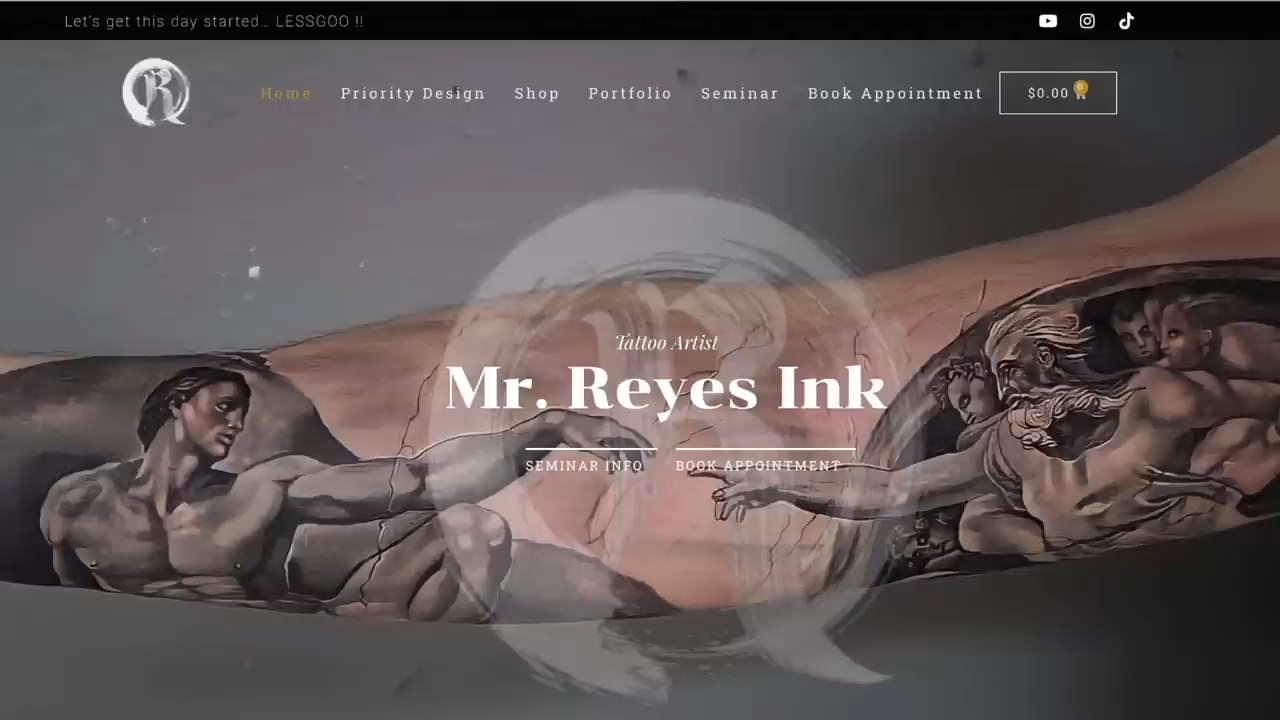 Let's get this day started... LESSGOO !!
Home Priority Design Shop Portfolio Seminar Book Appointment $0.00 0
R
Tattoo Artist
Mr. Reyes Ink
SEMINAR INFO BOOK APPOINTMENT